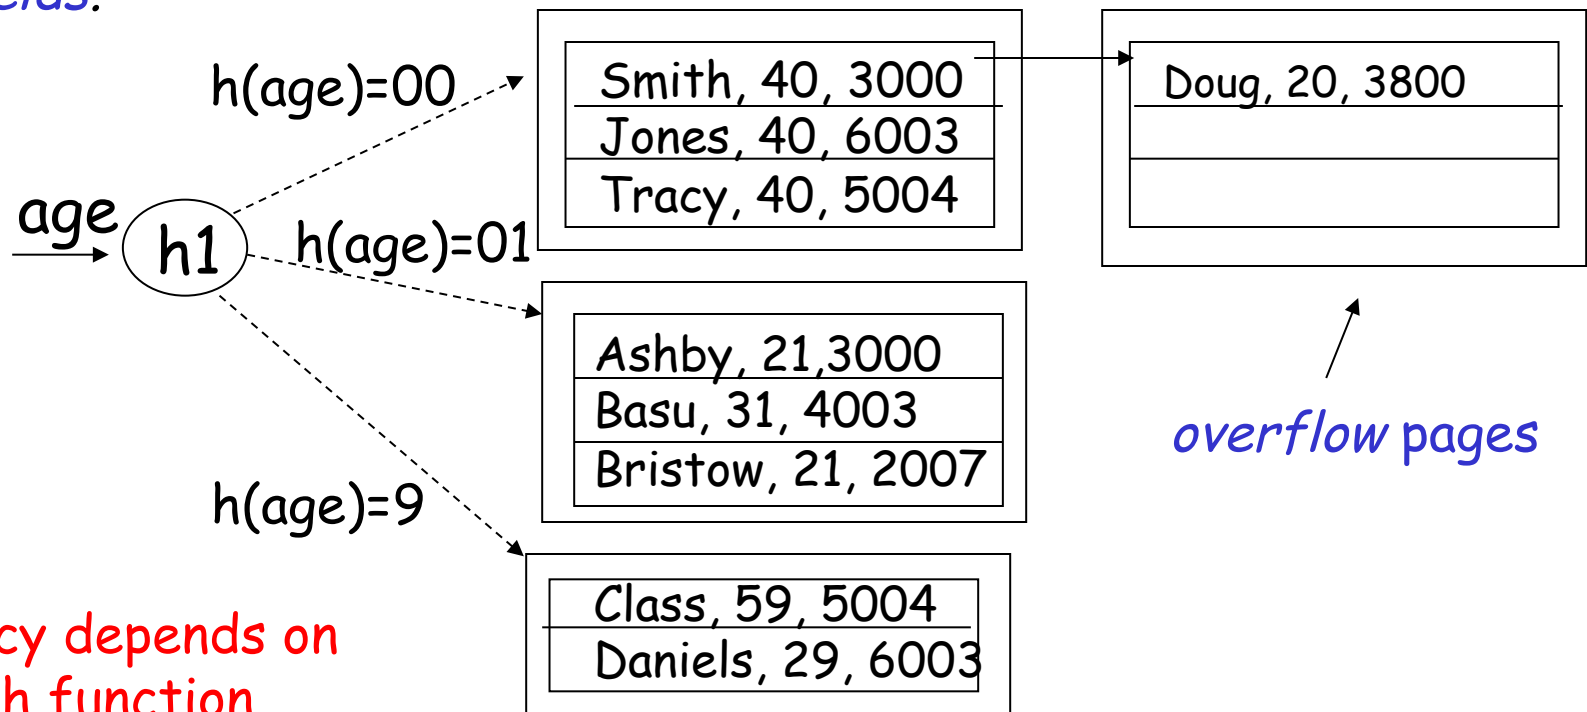 h(age)=00
Smith, 40, 3000
Jones, 40, 6003
Tracy, 40, 5004
Doug, 20, 3800
age
h1
h(age)=01
Ashby, 21,3000
Basu, 31, 4003
Bristow, 21, 2007
overflow pages
h(age)=9
Class, 59, 5004
Daniels, 29, 6003
depends on
function